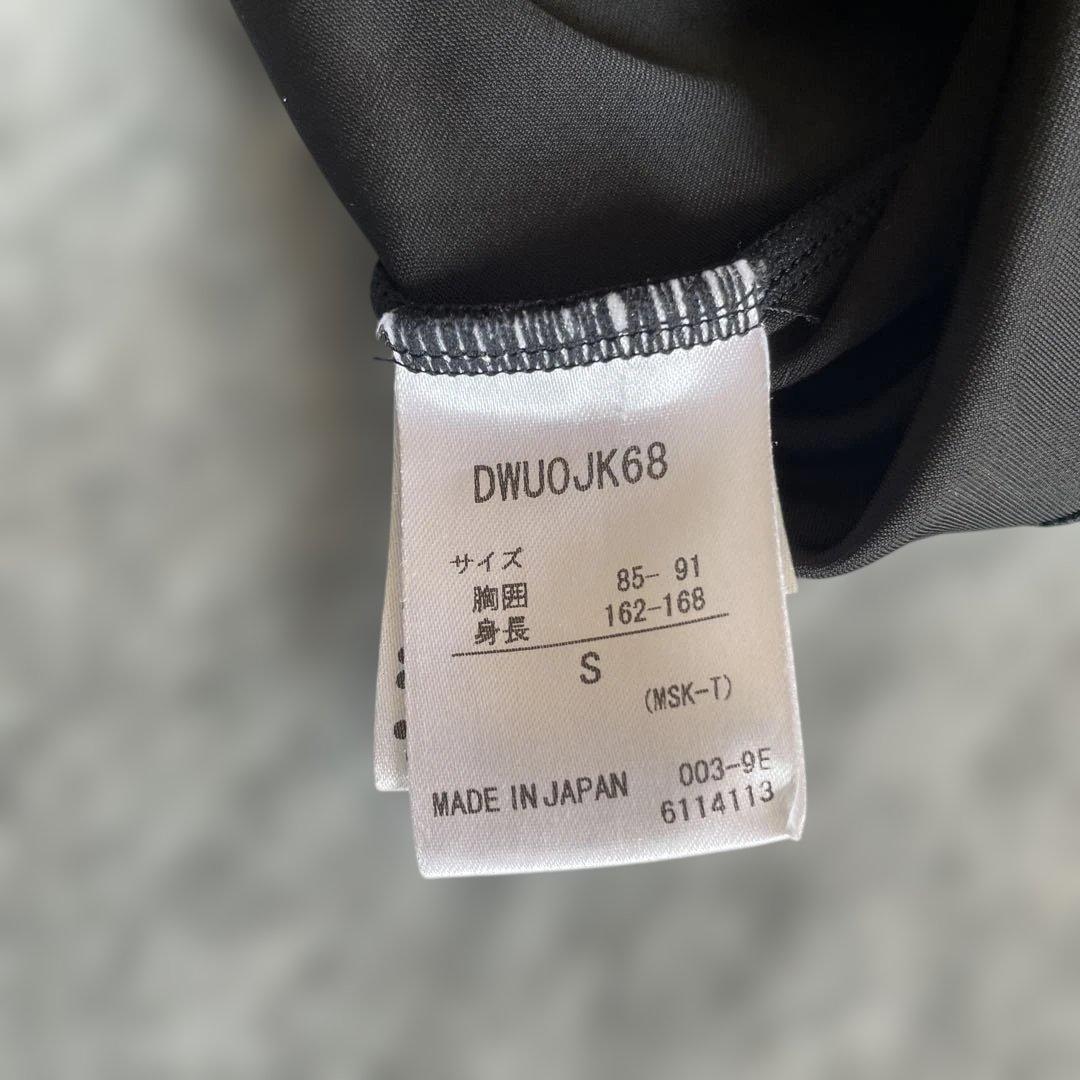 DWUOJK68
サイズ
胸囲 85- 91
身長 162-168
S
(MSK-T)
MADE IN JAPAN 003-9E
6114113